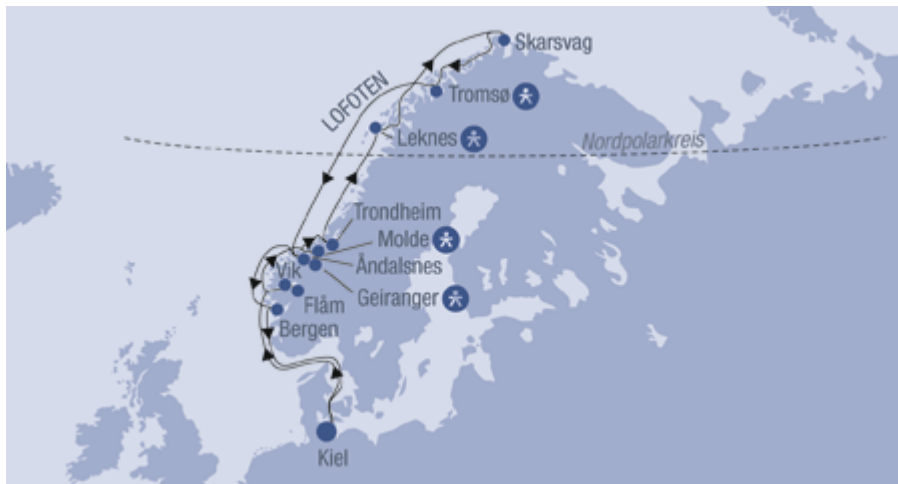 Skarsvag
Tromsø
LOFOTEN
Leknes
Nordpolarkreis
Trondheim
Molde
Vik
Åndalsnes
Flåm
Geiranger
Bergen
Kiel